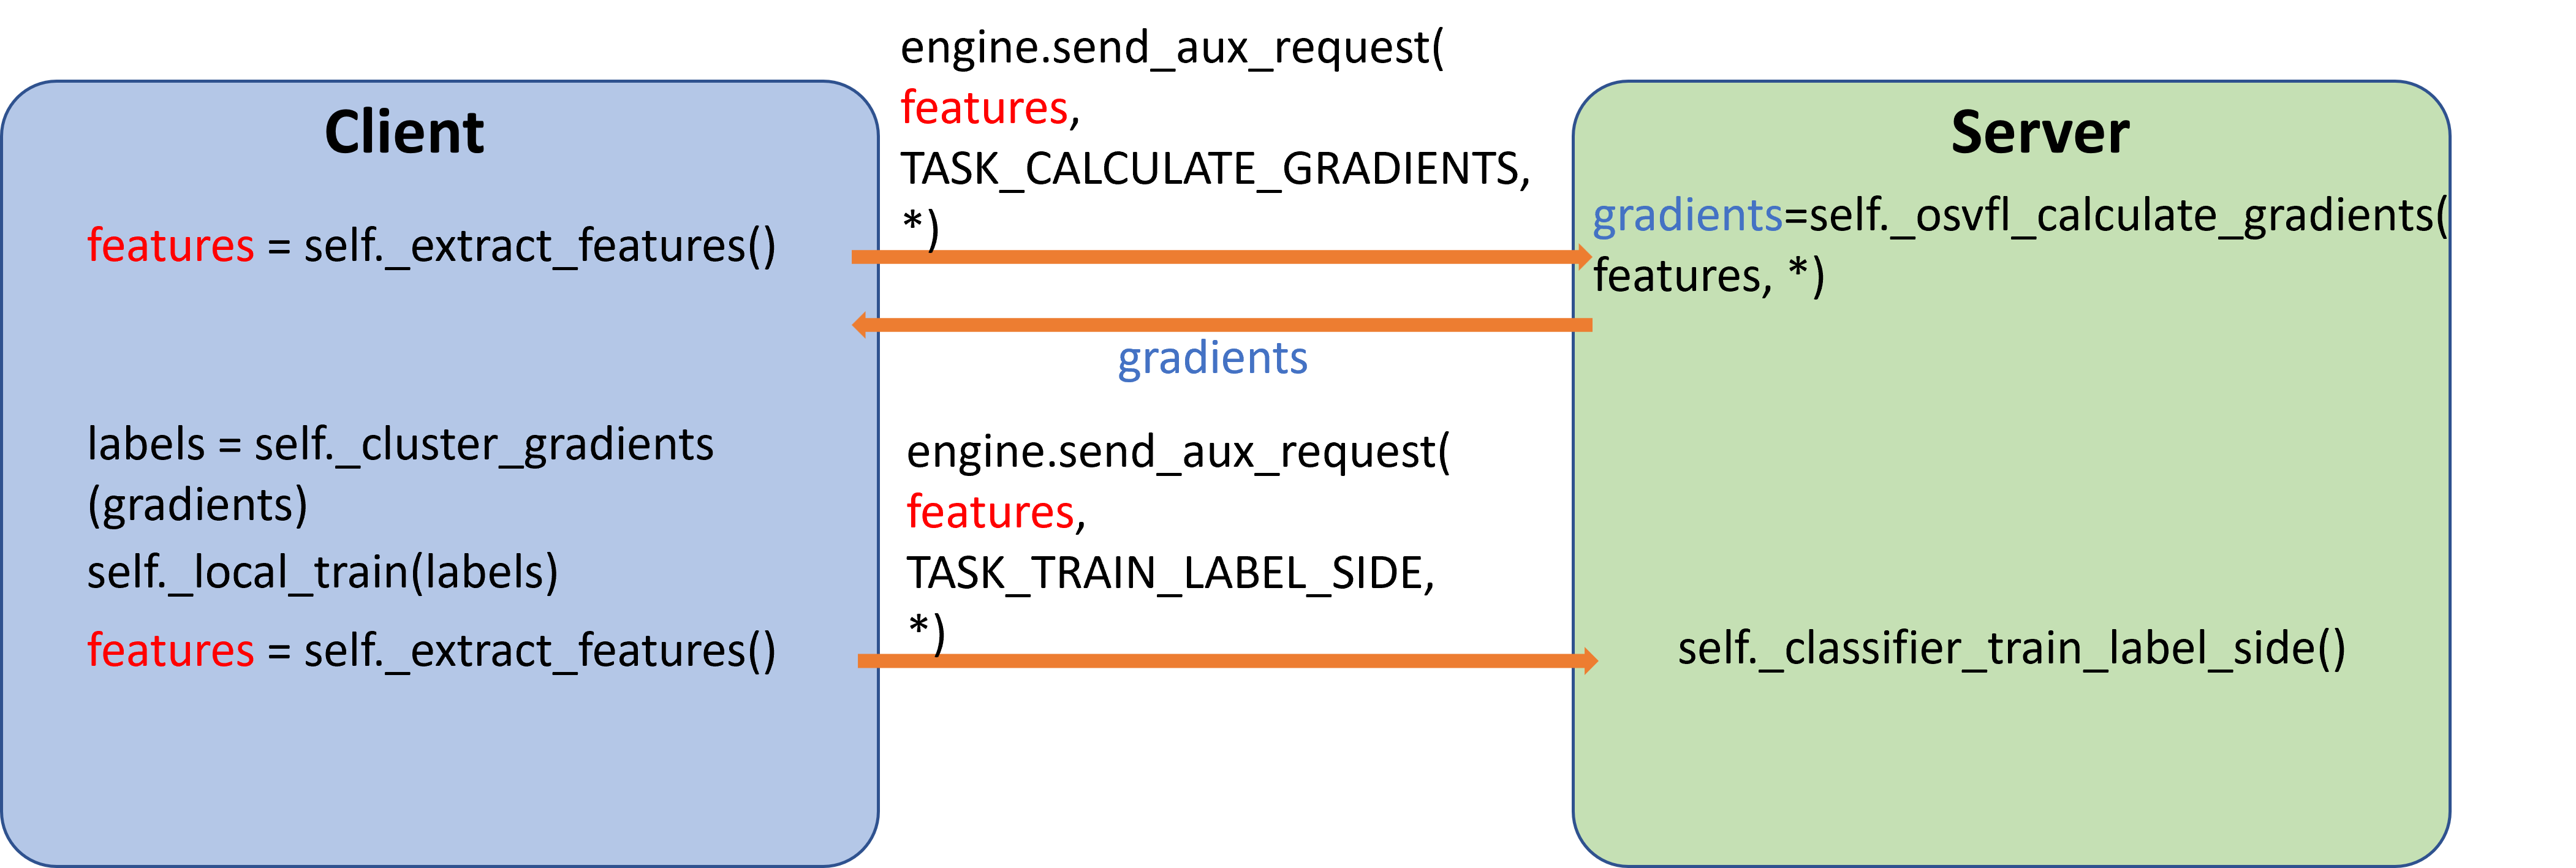 Client
features = self._extract_features()
labels = self._cluster_gradients
(gradients)
self._local_train(labels)
features = self._extract_features()
engine.send_aux_request(
features,
TASK_CALCULATE_GRADIENTS,
*)
gradients
engine.send_aux_request(
features,
TASK_TRAIN_LABEL_SIDE,
*)
Server
gradients=self._osvfl_calculate_gradients(
features, *)
self._classifier_train_label_side()